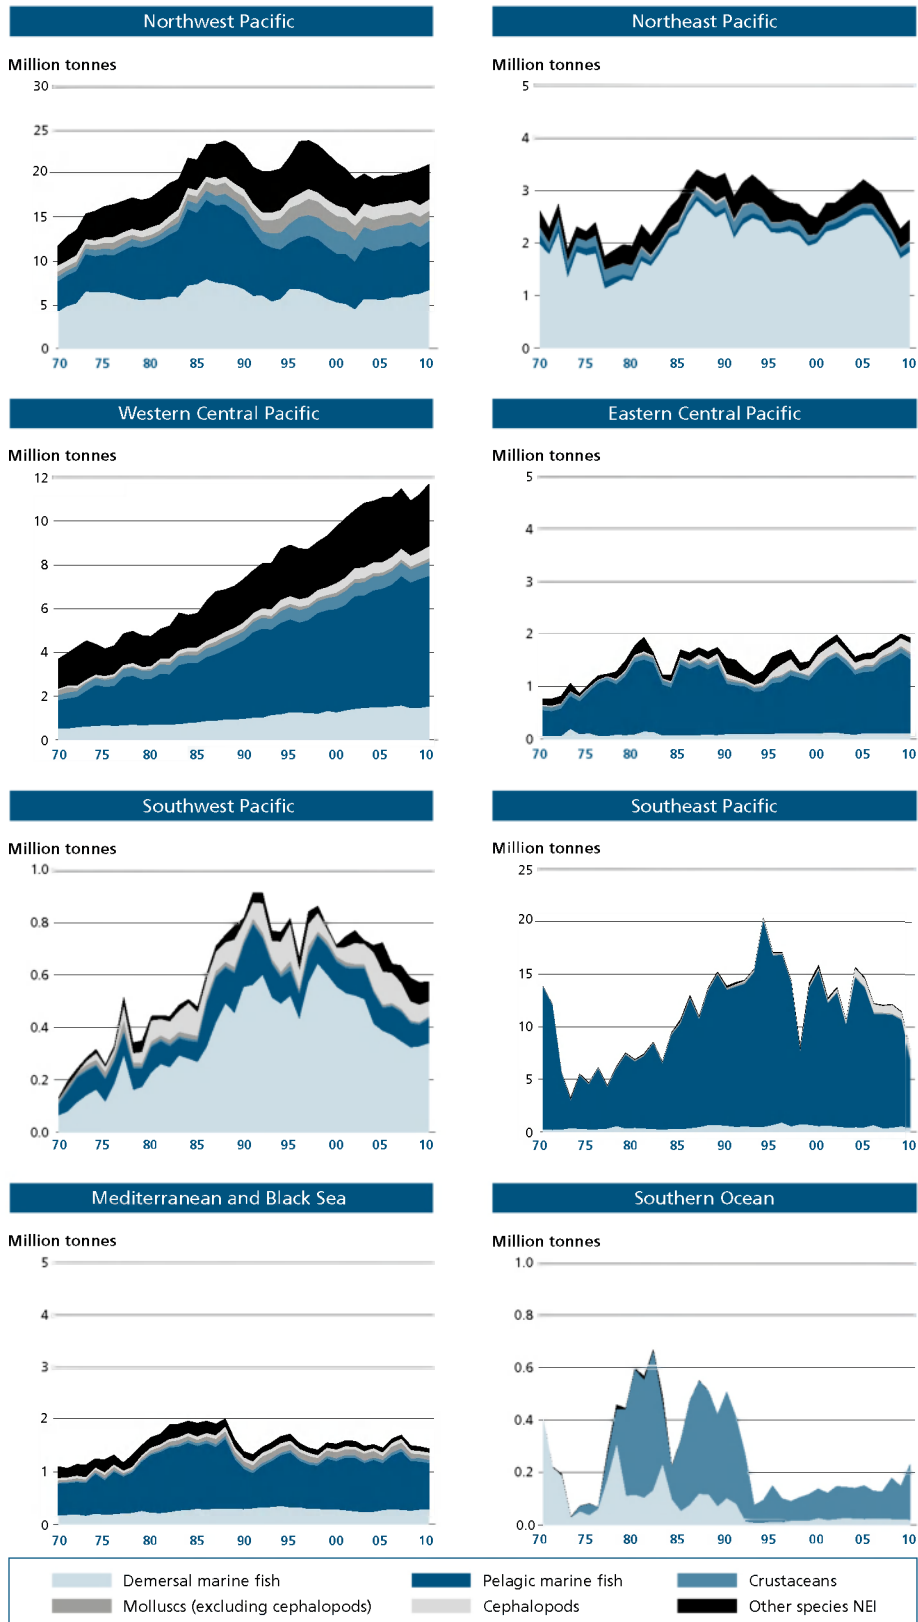 Northwest Pacific
Northeast Pacific
Million tonnes
Million tonnes
30
25
20
15
10
5
0
70 75 80 85 90 95 00 05 10
5
4
3
2
1
0
70 75 80 85 90 95 00 05 10
Western Central Pacific
Eastern Central Pacific
Million tonnes
Million tonnes
12
10
8
6
4
2
0
70 75 80 85 90 95 00 05 10
5
4
3
2
1
0
70 75 80 85 90 95 00 05 10
Southwest Pacific
Southeast Pacific
Million tonnes
Million tonnes
1.0
0.8
0.6
0.4
0.2
0.0
70 75 80 85 90 95 00 05 10
25
20
15
10
5
0
70 75 80 85 90 95 00 05 10
Mediterranean and Black Sea
Southern Ocean
Million tonnes
Million tonnes
5
4
3
2
1
0
70 75 80 85 90 95 00 05 10
1.0
0.8
0.6
0.4
0.2
0.0
70 75 80 85 90 95 00 05 10
Demersal marine fish
Pelagic marine fish
Crustaceans
Molluscs (excluding cephalopods)
Cephalopods
Other species NEI